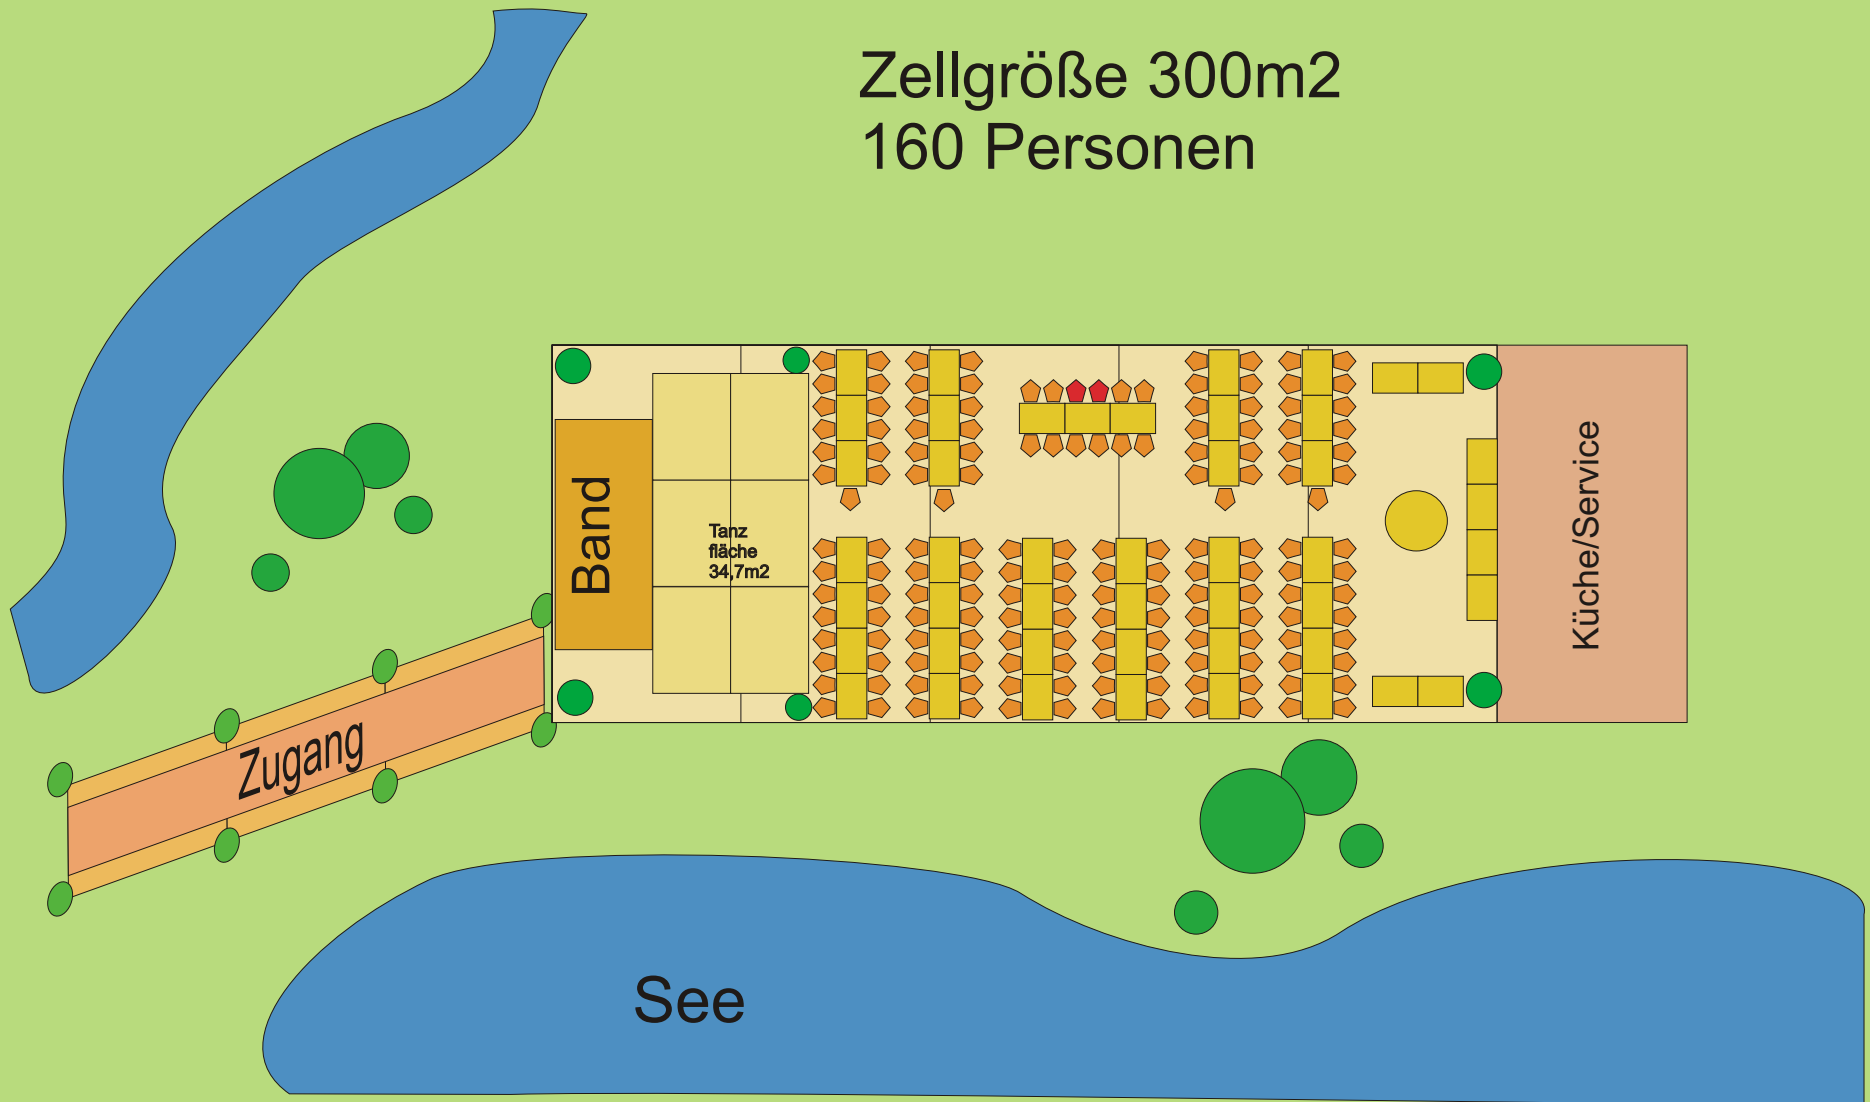 Zellgröße 300m2
160 Personen
Band
Tanz
fläche
34,7m2
Küche/Service
Zugang
See